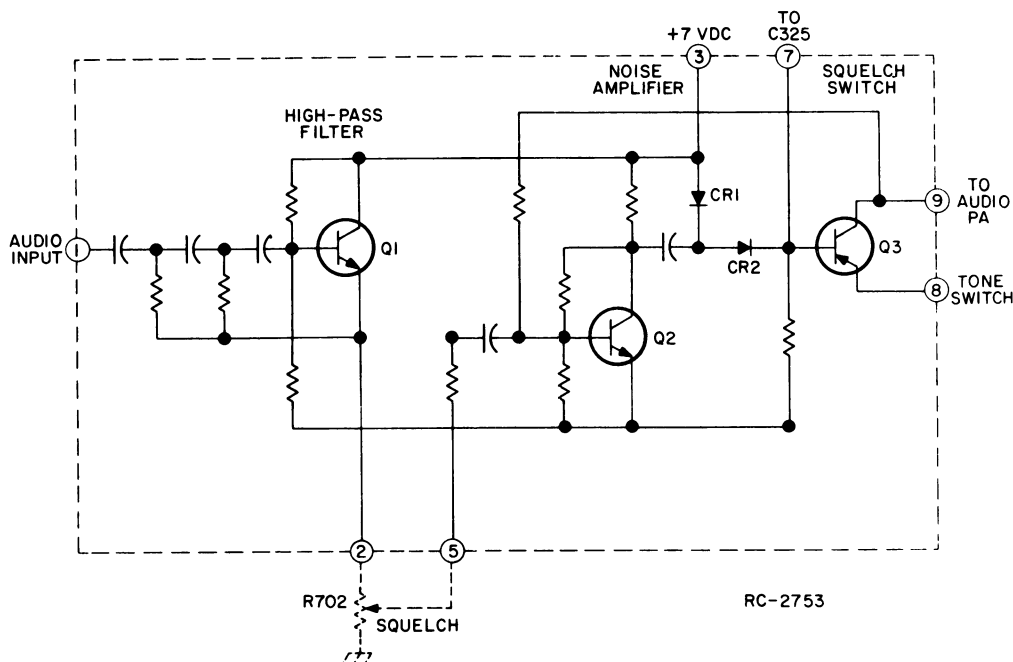 +7 VDC
3
TO
C325
7
NOISE
AMPLIFIER
SQUELCH
SWITCH
HIGH-PASS
FILTER
CR1
9
TO
AUDIO
PA
AUDIO
INPUT
1
Q1
CR2
Q3
8
TONE
SWITCH
Q2
2
5
R702
SQUELCH
RC-2753